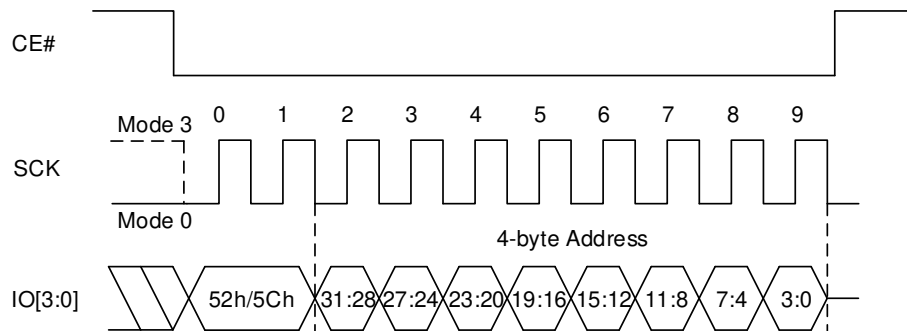 CE#
0 1 2 3 4 5 6 7 8 9
Mode 3
SCK
Mode 0
4-byte Address
IO[3:0]
52h/5Ch 31:28 27:24 23:20 19:16 15:12 11:8 7:4 3:0